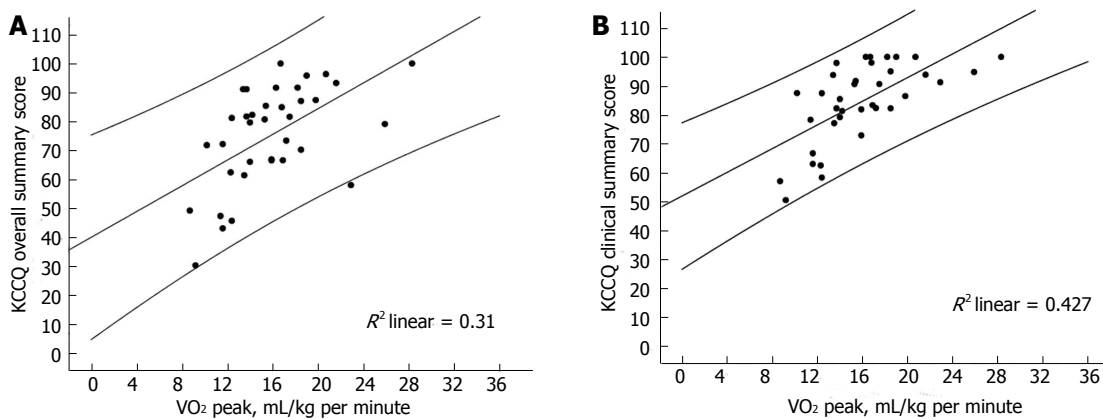 A
110
100
90
80
70
60
50
40
30
20
10
0
KCCQ overall summary score
R² linear = 0.31
0 4 8 12 16 20 24 28 32 36
VO₂ peak, mL/kg per minute
B
110
100
90
80
70
60
50
40
30
20
10
0
KCCQ clinical summary score
R² linear = 0.427
0 4 8 12 16 20 24 28 32 36
VO₂ peak, mL/kg per minute